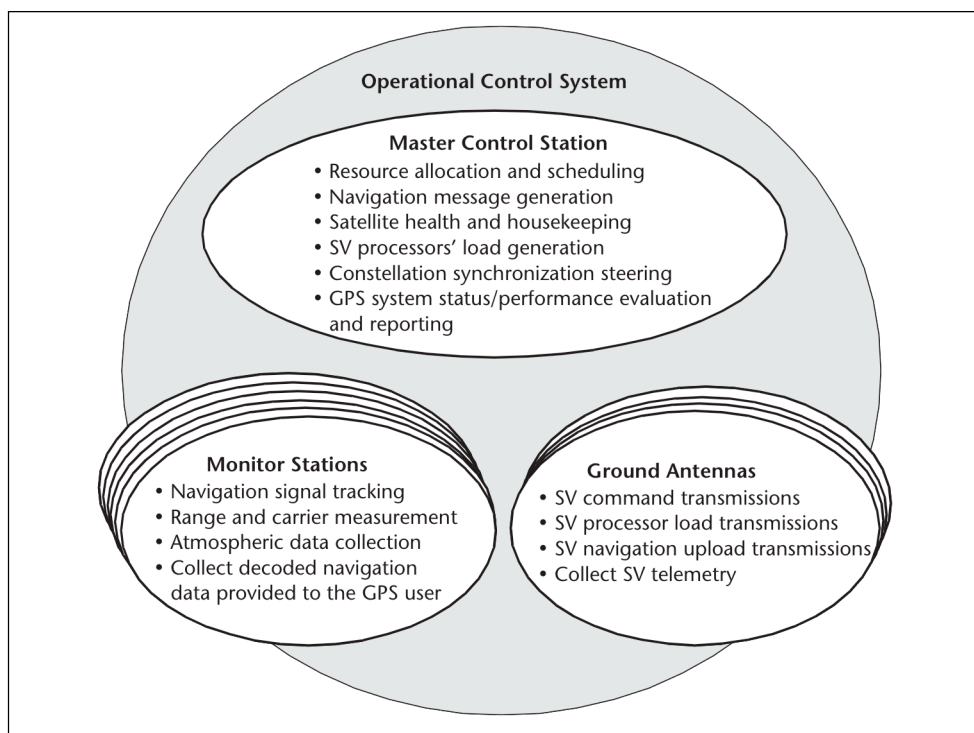 Operational Control System
Master Control Station
• Resource allocation and scheduling
• Navigation message generation
• Satellite health and housekeeping
• SV processors’ load generation
• Constellation synchronization steering
• GPS system status/performance evaluation
and reporting
Monitor Stations
• Navigation signal tracking
• Range and carrier measurement
• Atmospheric data collection
• Collect decoded navigation
data provided to the GPS user
Ground Antennas
• SV command transmissions
• SV processor load transmissions
• SV navigation upload transmissions
• Collect SV telemetry